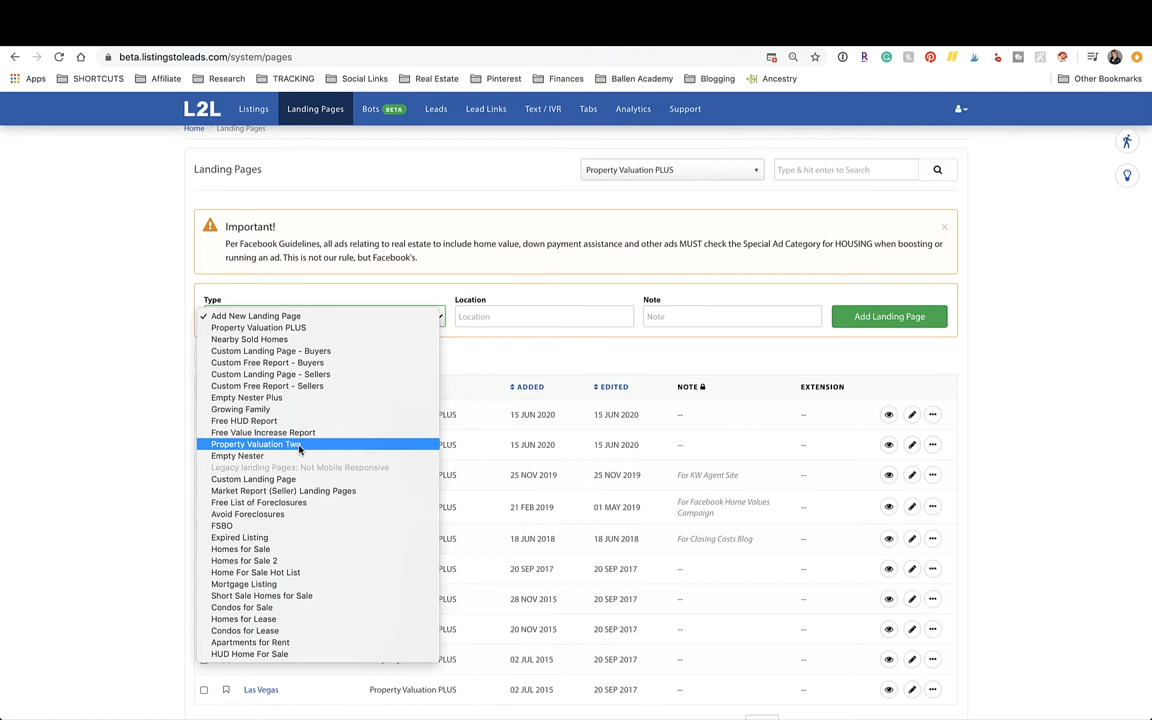 beta.listingstoleads.com/system/pages
Apps SHORTCUTS Affiliate Research TRACKING Social Links Real Estate Pinterest Finances Ballen Academy Blogging Ancestry Other Bookmarks
L2L Listings Landing Pages Bots BETA Leads Lead Links Text / IVR Tabs Analytics Support
Home / Landing Pages
Landing Pages Property Valuation PLUS Type & hit enter to Search
Important!
Per Facebook Guidelines, all ads relating to real estate to include home value, down payment assistance and other ads MUST check the Special Ad Category for HOUSING when boosting or
running an ad. This is not our rule, but Facebook's.
Type Location Note
Location Note Add Landing Page
Add New Landing Page
Property Valuation PLUS
Nearby Sold Homes
Custom Landing Page - Buyers
Custom Free Report - Buyers
Custom Landing Page - Sellers
Custom Free Report - Sellers
Empty Nester Plus
Growing Family
Free HUD Report
Free Value Increase Report
Property Valuation Two
Empty Nester
Legacy landing Pages: Not Mobile Responsive
Custom Landing Page
Market Report (Seller) Landing Pages
Free List of Foreclosures
Avoid Foreclosures
FSBO
Expired Listing
Homes for Sale
Homes for Sale 2
Home For Sale Hot List
Mortgage Listing
Short Sale Homes for Sale
Condos for Sale
Homes for Lease
Condos for Lease
Apartments for Rent
HUD Home For Sale
ADDED EDITED NOTE EXTENSION
PLUS 15 JUN 2020 15 JUN 2020 -- --
PLUS 15 JUN 2020 15 JUN 2020 -- --
PLUS 25 NOV 2019 25 NOV 2019 For KW Agent Site --
PLUS 21 FEB 2019 01 MAY 2019 For Facebook Home Values
Campaign --
PLUS 18 JUN 2018 18 JUN 2018 For Closing Costs Blog --
PLUS 20 SEP 2017 20 SEP 2017 -- --
PLUS 28 NOV 2015 20 SEP 2017 -- --
PLUS 20 NOV 2015 20 SEP 2017 -- --
PLUS 02 JUL 2015 20 SEP 2017 -- --
Las Vegas Property Valuation PLUS 02 JUL 2015 20 SEP 2017 -- --